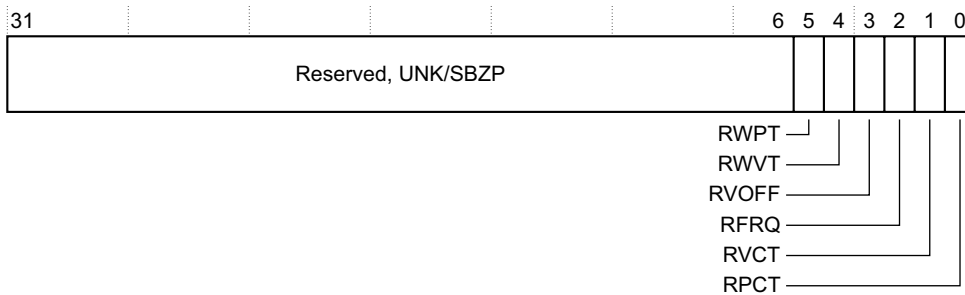 31 6 5 4 3 2 1 0
Reserved, UNK/SBZP
RWPT
RWVT
RVOFF
RFRQ
RVCT
RPCT